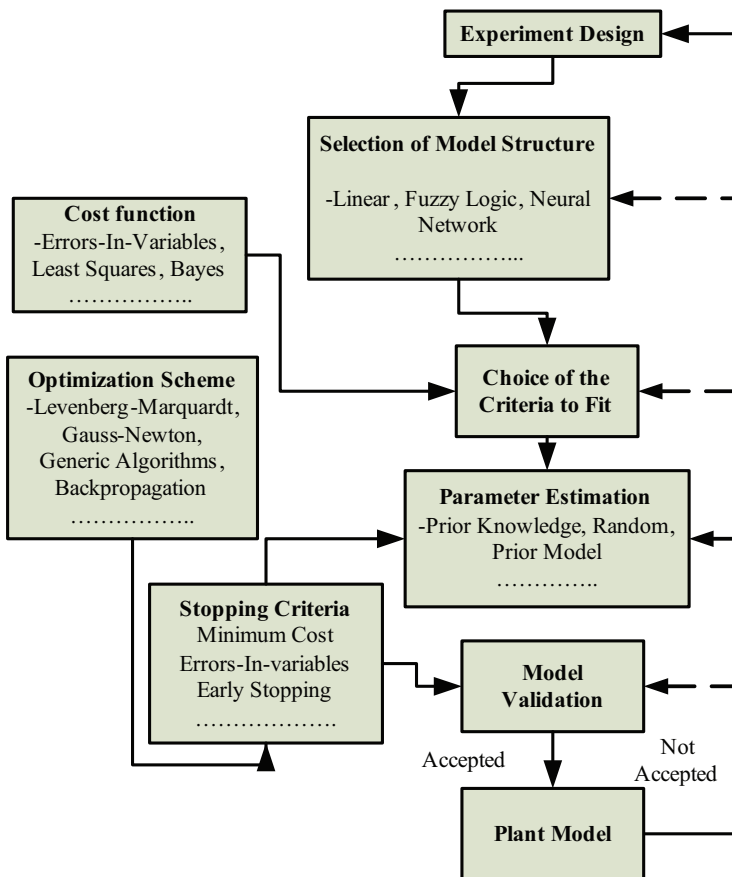 Experiment Design
Selection of Model Structure
-Linear, Fuzzy Logic, Neural
Network
……………...
Cost function
-Errors-In-Variables,
Least Squares, Bayes
……………..
Optimization Scheme
-Levenberg-Marquardt,
Gauss-Newton,
Generic Algorithms,
Backpropagation
……………..
Choice of the
Criteria to Fit
Parameter Estimation
-Prior Knowledge, Random,
Prior Model
…………..
Stopping Criteria
Minimum Cost
Errors-In-variables
Early Stopping
……………….
Model
Validation
Accepted
Not
Accepted
Plant Model